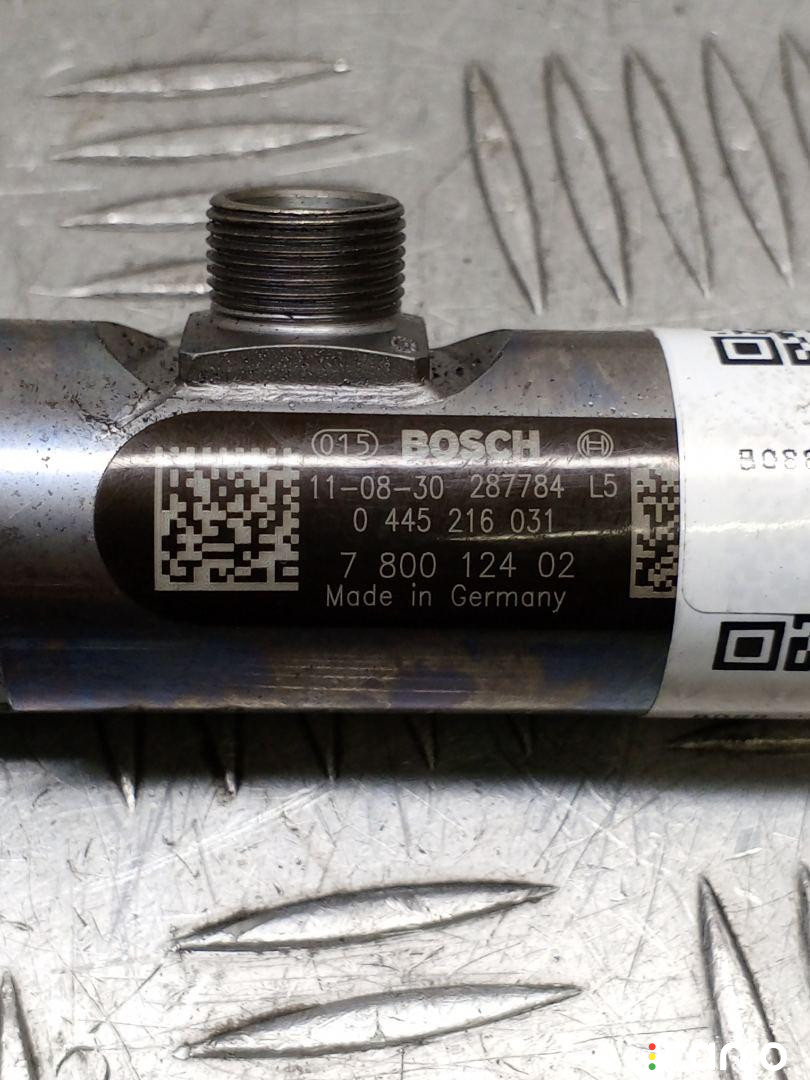 015 BOSCH
11-08-30 287784 L5
0 445 216 031
7 800 124 02
Made in Germany